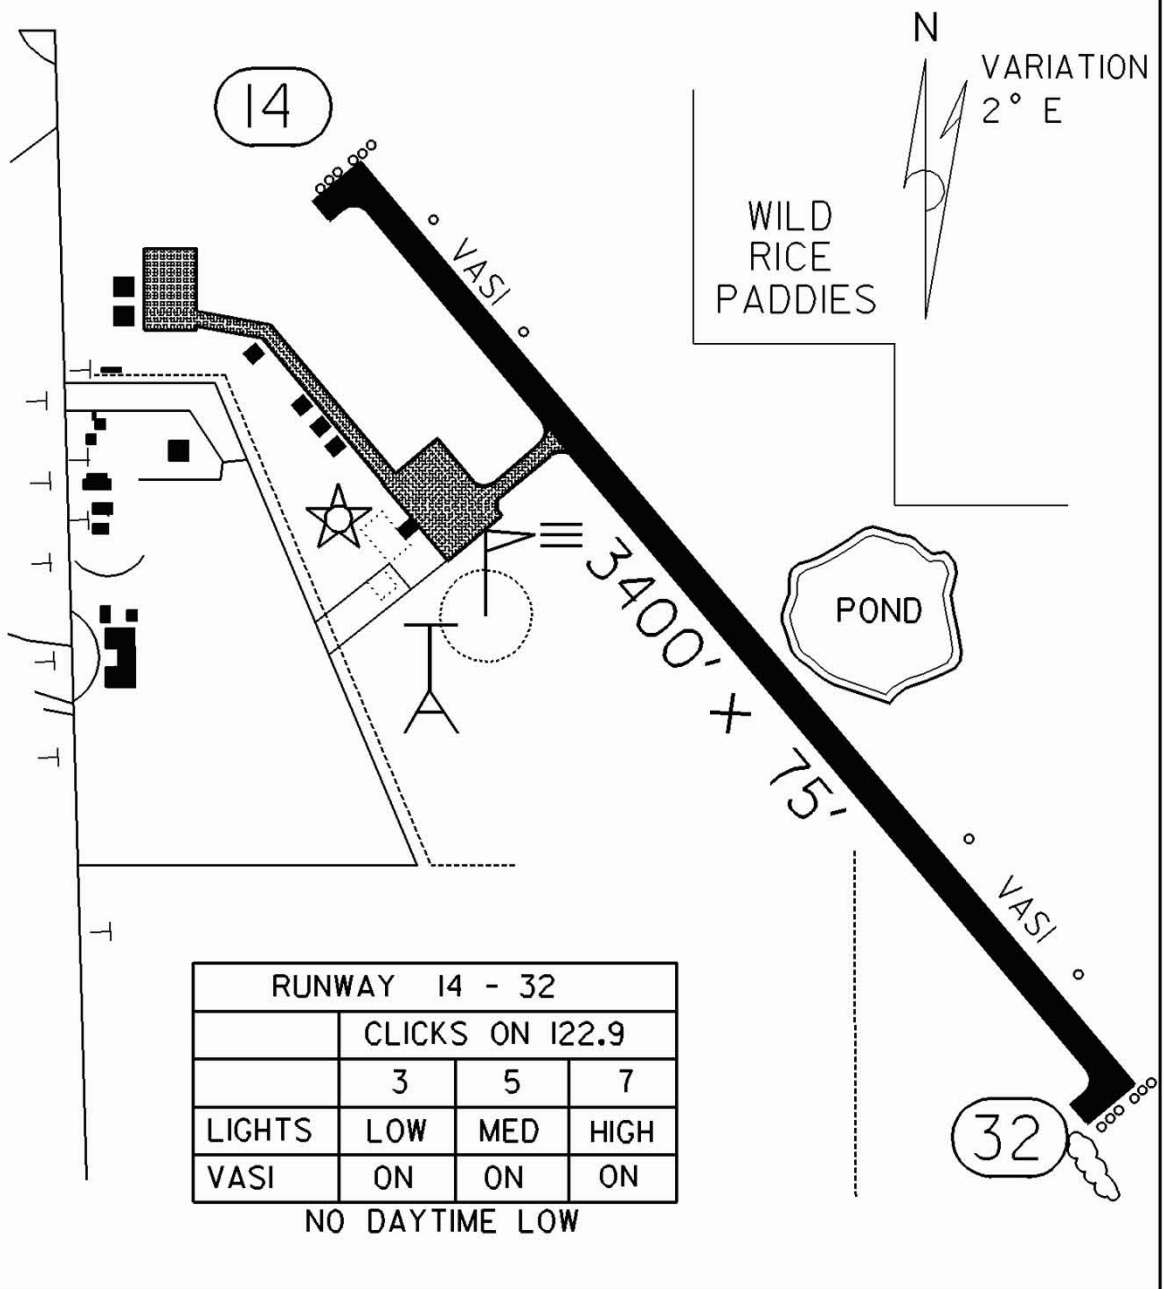 N
VARIATION
2° E
14
WILD
RICE
PADDIES
VASI
3400' X 75'
POND
VASI
RUNWAY 14 - 32
CLICKS ON 122.9
3 5 7
LIGHTS LOW MED HIGH
VASI ON ON ON
NO DAYTIME LOW
32